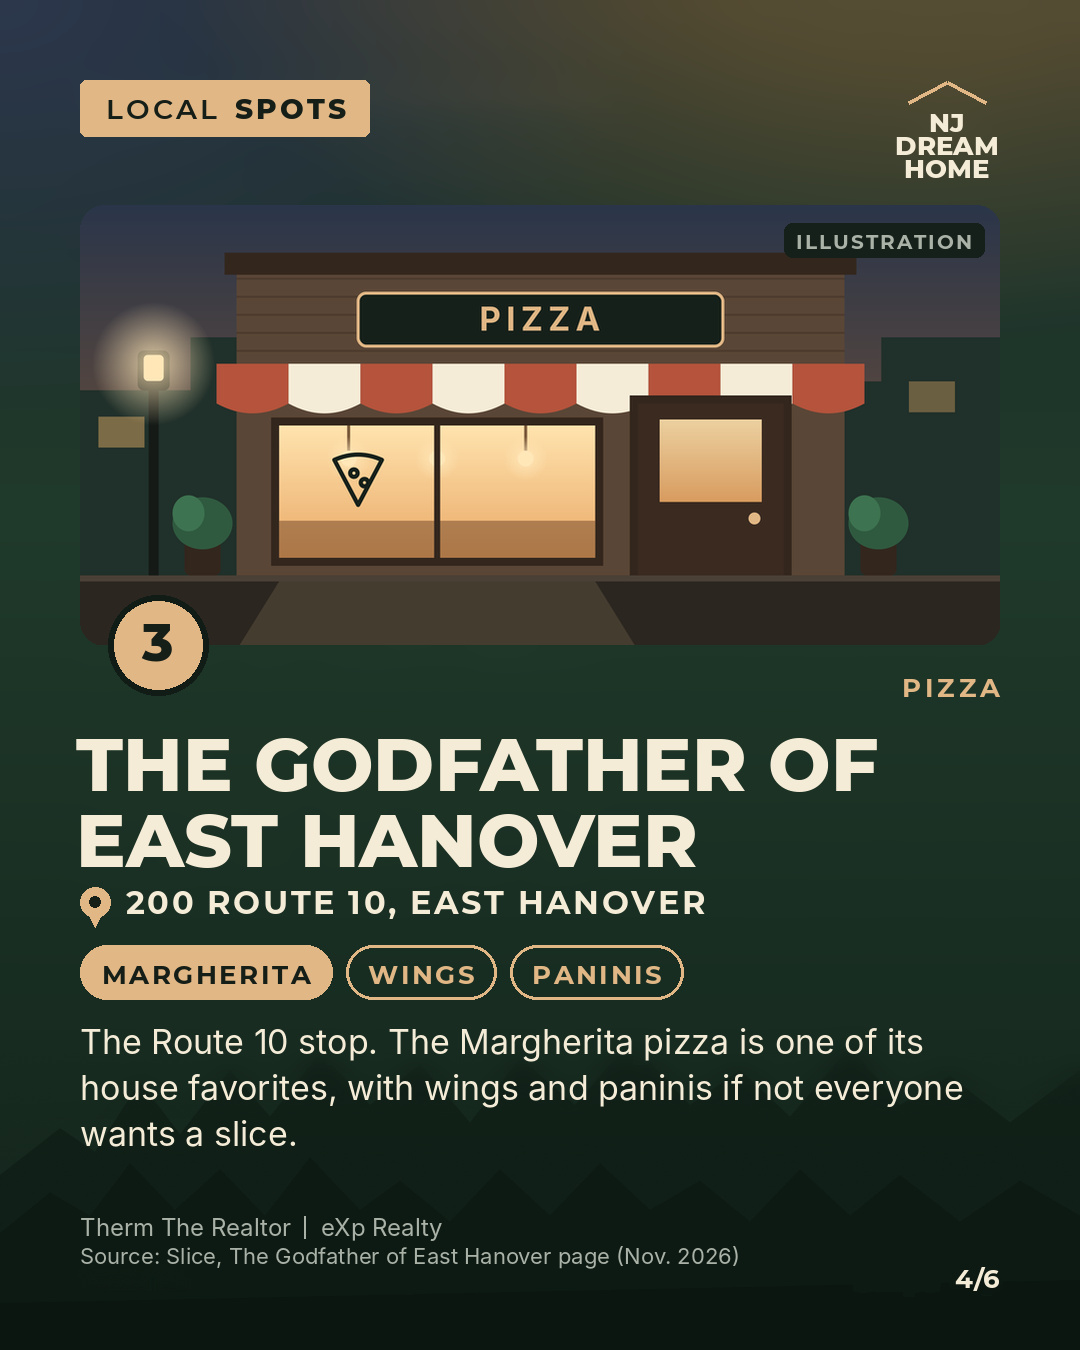 LOCAL SPOTS
NJ
DREAM
HOME
ILLUSTRATION
PIZZA
3
PIZZA
THE GODFATHER OF
EAST HANOVER
200 ROUTE 10, EAST HANOVER
MARGHERITA WINGS PANINIS
The Route 10 stop. The Margherita pizza is one of its
house favorites, with wings and paninis if not everyone
wants a slice.
Therm The Realtor | eXp Realty
Source: Slice, The Godfather of East Hanover page (Nov. 2026)
4/6